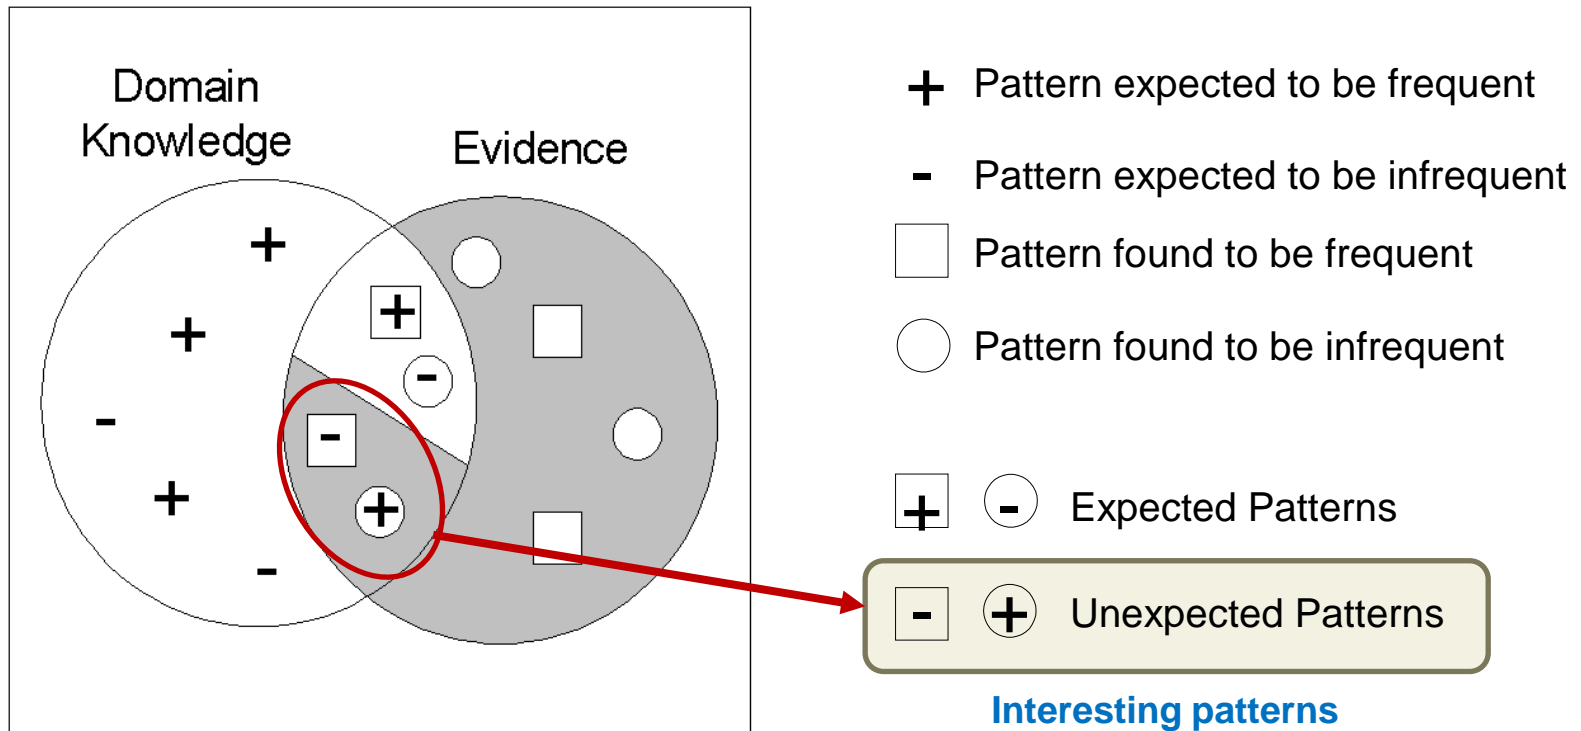 Domain
Knowledge
Evidence
+ Pattern expected to be frequent
- Pattern expected to be infrequent
Pattern found to be frequent
Pattern found to be infrequent
+ - Expected Patterns
- + Unexpected Patterns
Interesting patterns